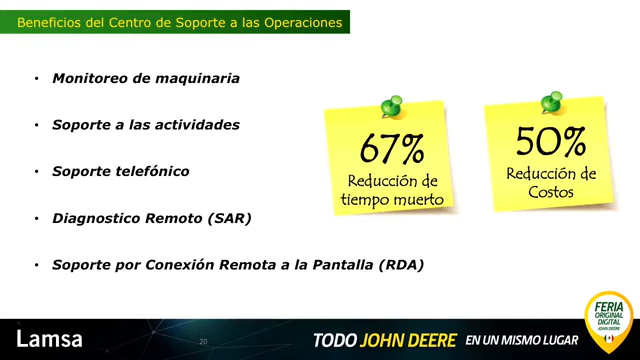 Beneficios del Centro de Soporte a las Operaciones
• Monitoreo de maquinaria
• Soporte a las actividades
• Soporte telefónico
• Diagnostico Remoto (SAR)
• Soporte por Conexión Remota a la Pantalla (RDA)
67%
Reducción de
tiempo muerto
50%
Reducción de
Costos
FERIA
ORIGINAL
DIGITAL
JOHN DEERE
Lamsa
20
TODO JOHN DEERE EN UN MISMO LUGAR